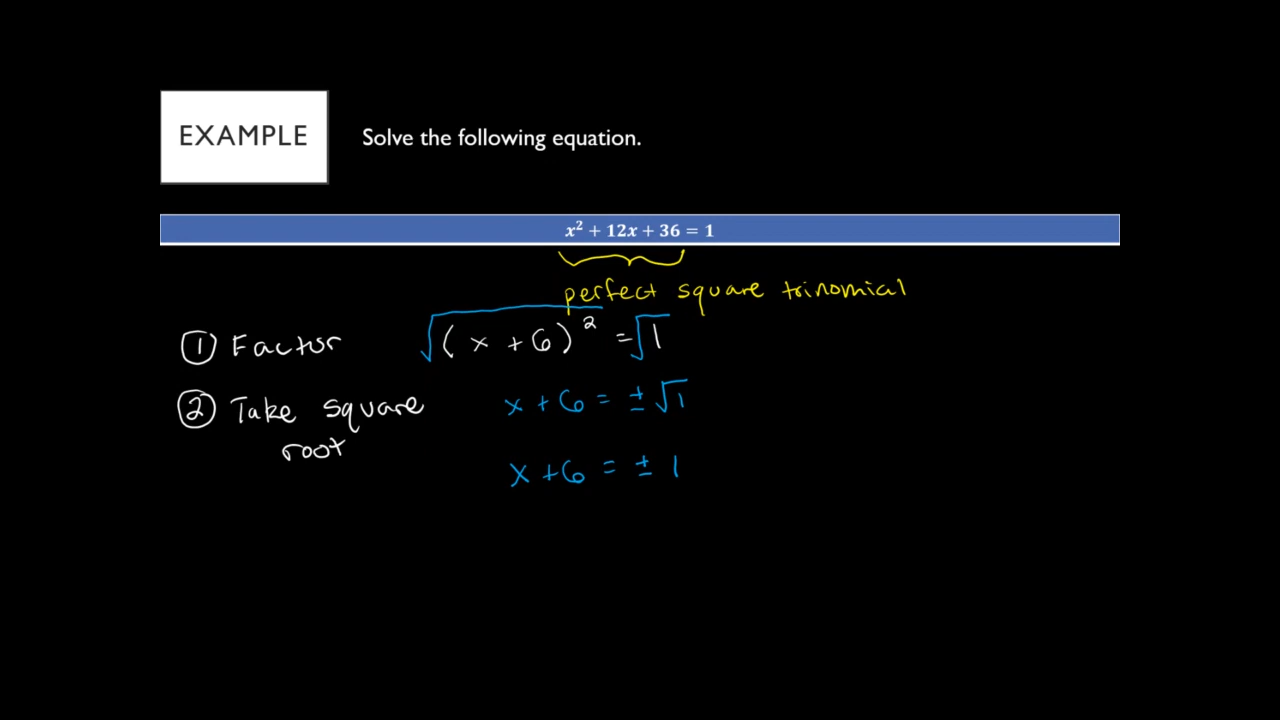 EXAMPLE
Solve the following equation.
x² + 12x + 36 = 1
perfect square trinomial
① Factor √(x + 6)² = √1
② Take square root
x + 6 = ± √1
x + 6 = ± 1